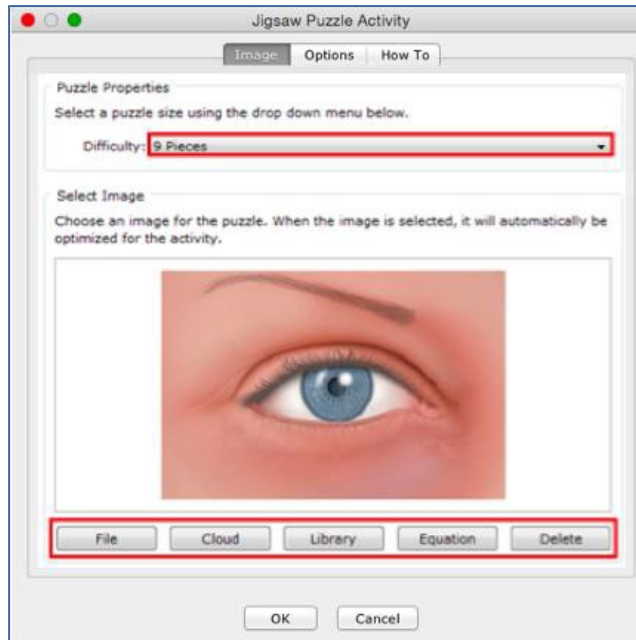 Jigsaw Puzzle Activity
Image Options How To
Puzzle Properties
Select a puzzle size using the drop down menu below.
Difficulty: 9 Pieces
Select Image
Choose an image for the puzzle. When the image is selected, it will automatically be
optimized for the activity.
File Cloud Library Equation Delete
OK Cancel